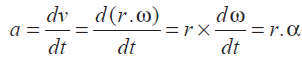 a = dv/dt = d(r.ω)/dt = r × dω/dt = r.α